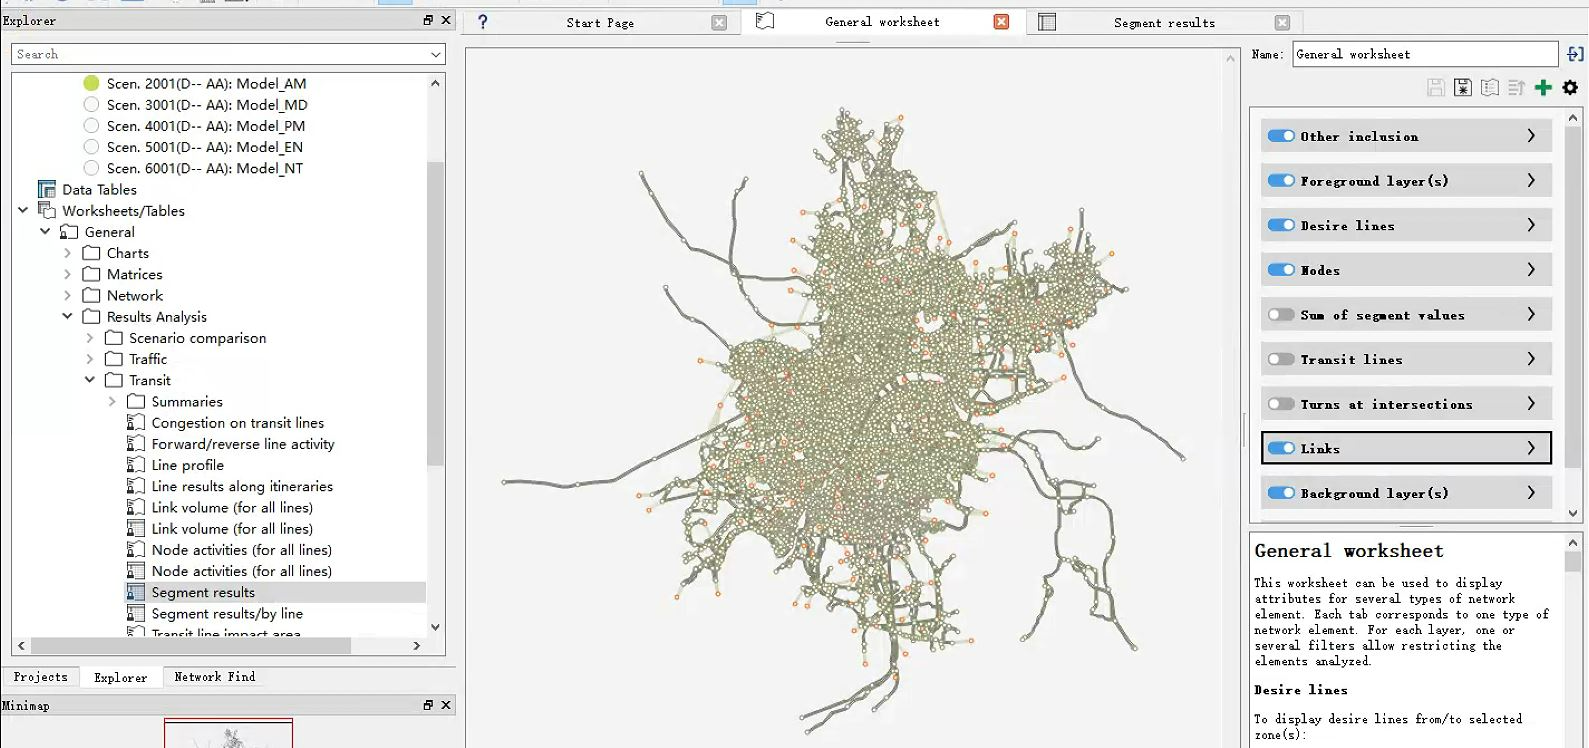 Explorer
Search
Scen. 2001(D-- AA): Model_AM
Scen. 3001(D-- AA): Model_MD
Scen. 4001(D-- AA): Model_PM
Scen. 5001(D-- AA): Model_EN
Scen. 6001(D-- AA): Model_NT
Data Tables
Worksheets/Tables
General
Charts
Matrices
Network
Results Analysis
Scenario comparison
Traffic
Transit
Summaries
Congestion on transit lines
Forward/reverse line activity
Line profile
Line results along itineraries
Link volume (for all lines)
Link volume (for all lines)
Node activities (for all lines)
Node activities (for all lines)
Segment results
Segment results/by line
Transit line impact area
Projects
Explorer
Network Find
Minimap
? Start Page
General worksheet
Segment results
Name: General worksheet
Other inclusion
Foreground layer(s)
Desire lines
Nodes
Sum of segment values
Transit lines
Turns at intersections
Links
Background layer(s)
General worksheet
This worksheet can be used to display
attributes for several types of network
element. Each tab corresponds to one type of
network element. For each layer, one or
several filters allow restricting the
elements analyzed.
Desire lines
To display desire lines from/to selected
zone(s):